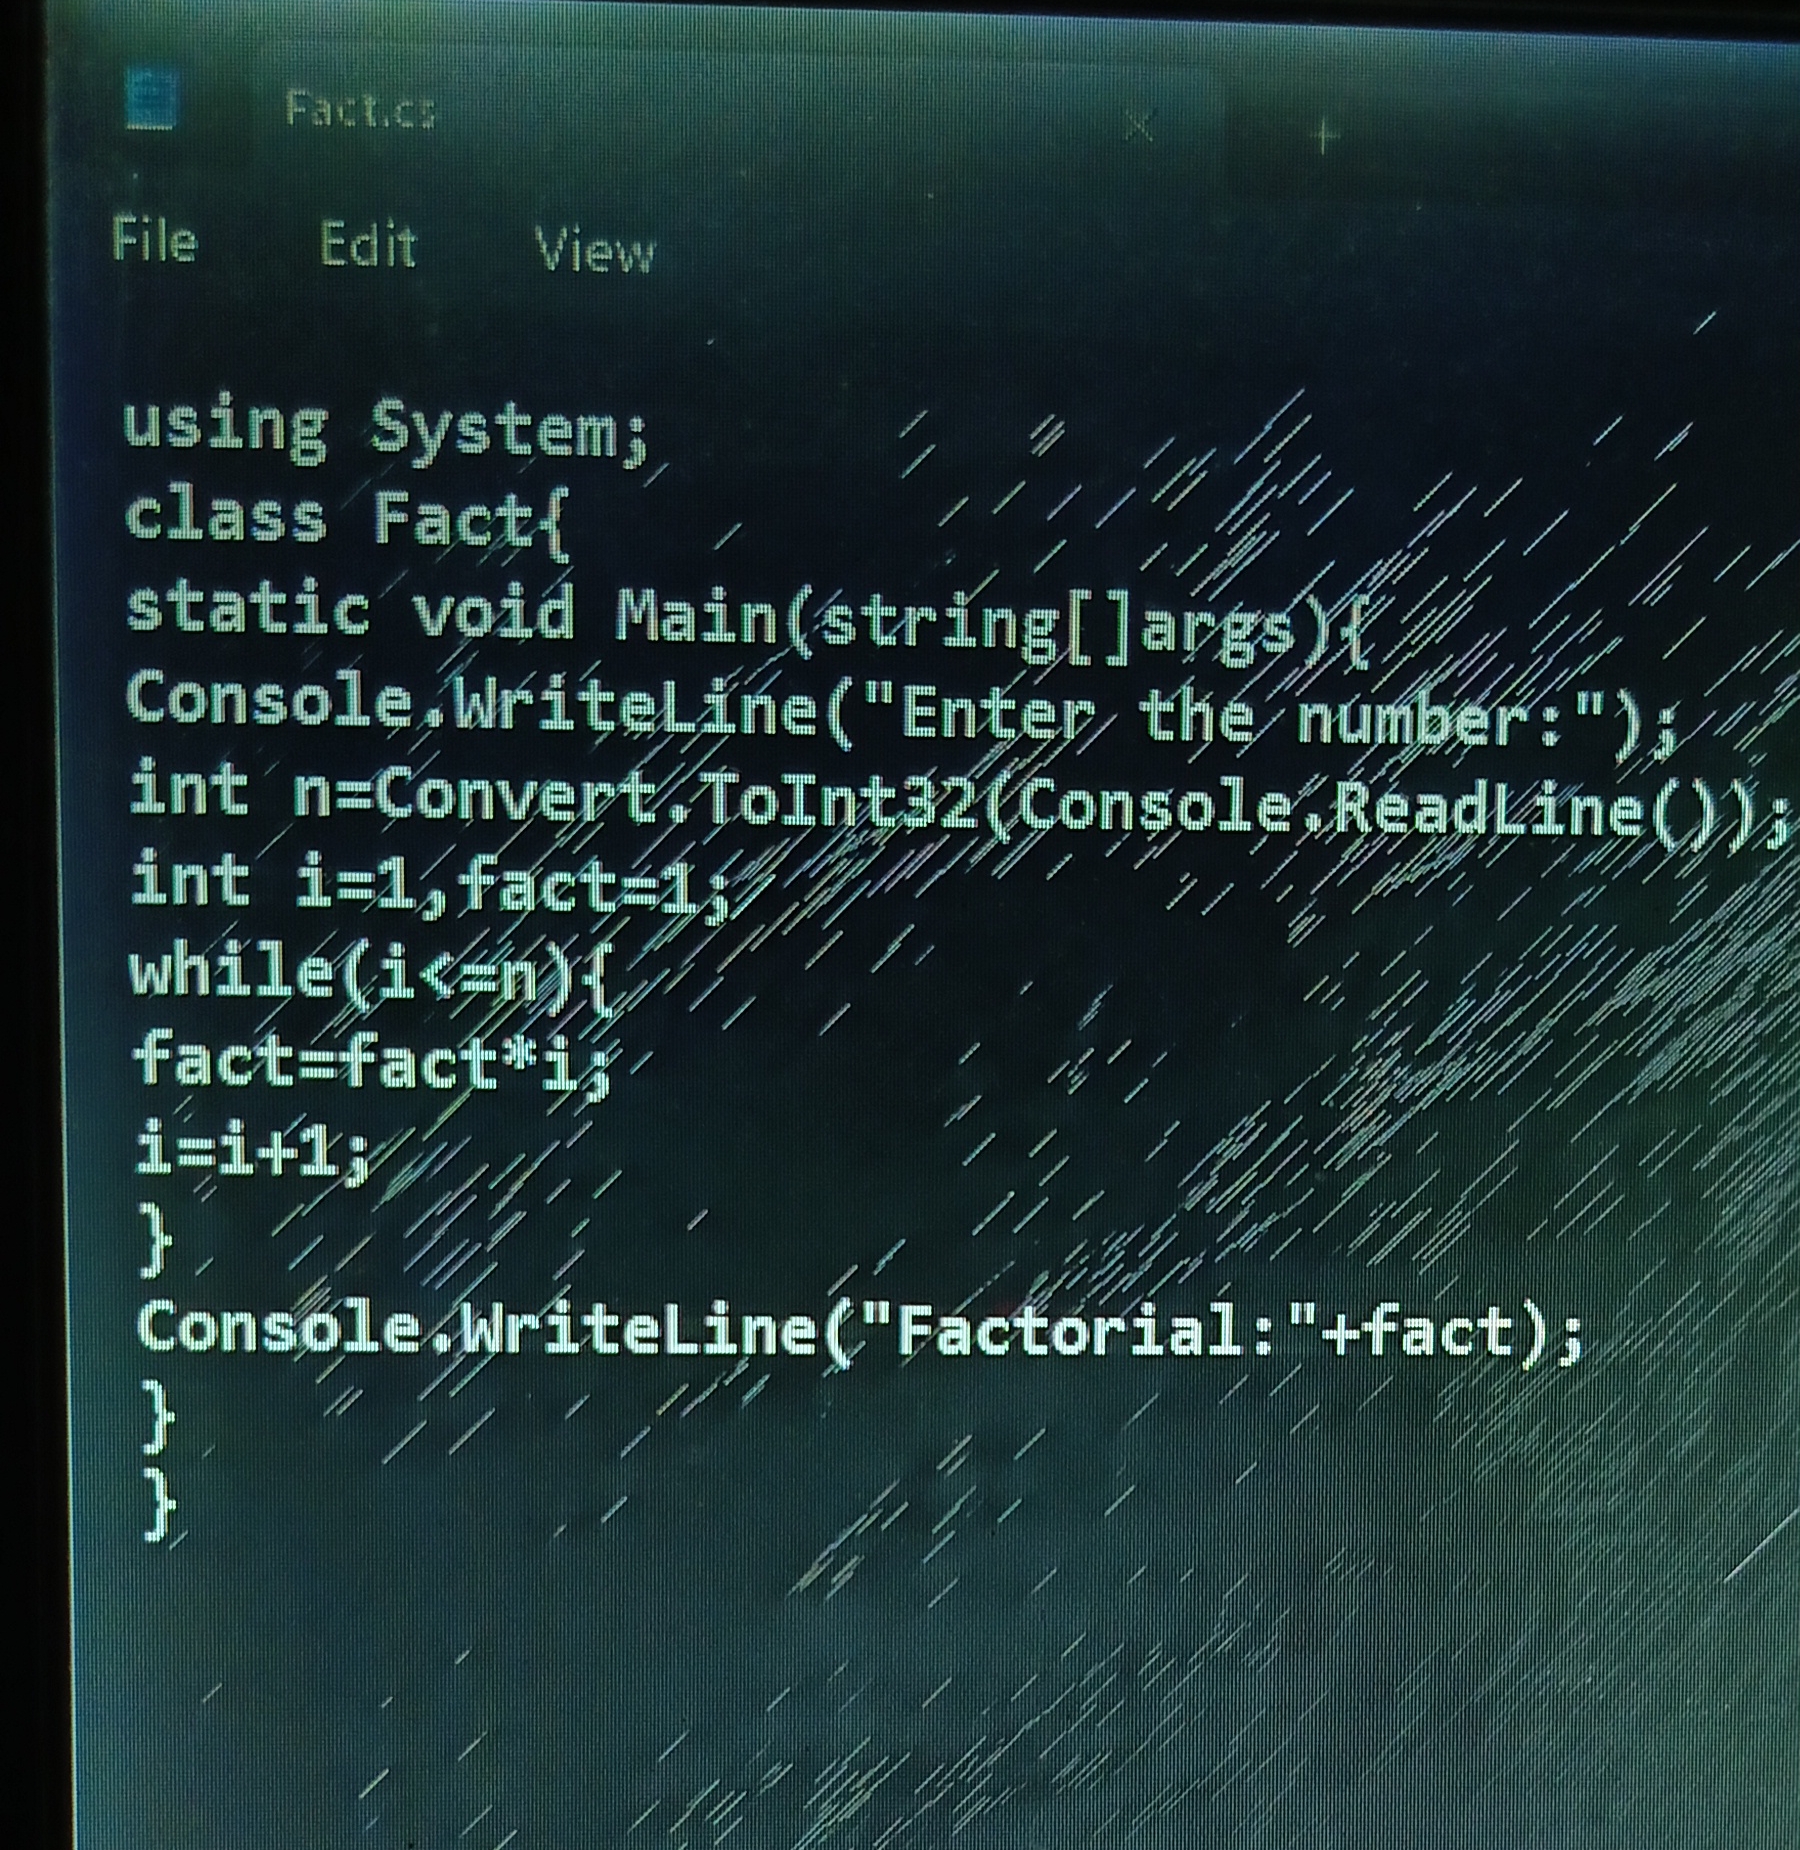 Fact.cs
File Edit View
using System;
class Fact{
static void Main(string[]args){
Console.WriteLine("Enter the number:");
int n=Convert.ToInt32(Console.ReadLine());
int i=1,fact=1;
while(i<=n){
fact=fact*i;
i=i+1;
}
Console.WriteLine("Factorial:"+fact);
}
}